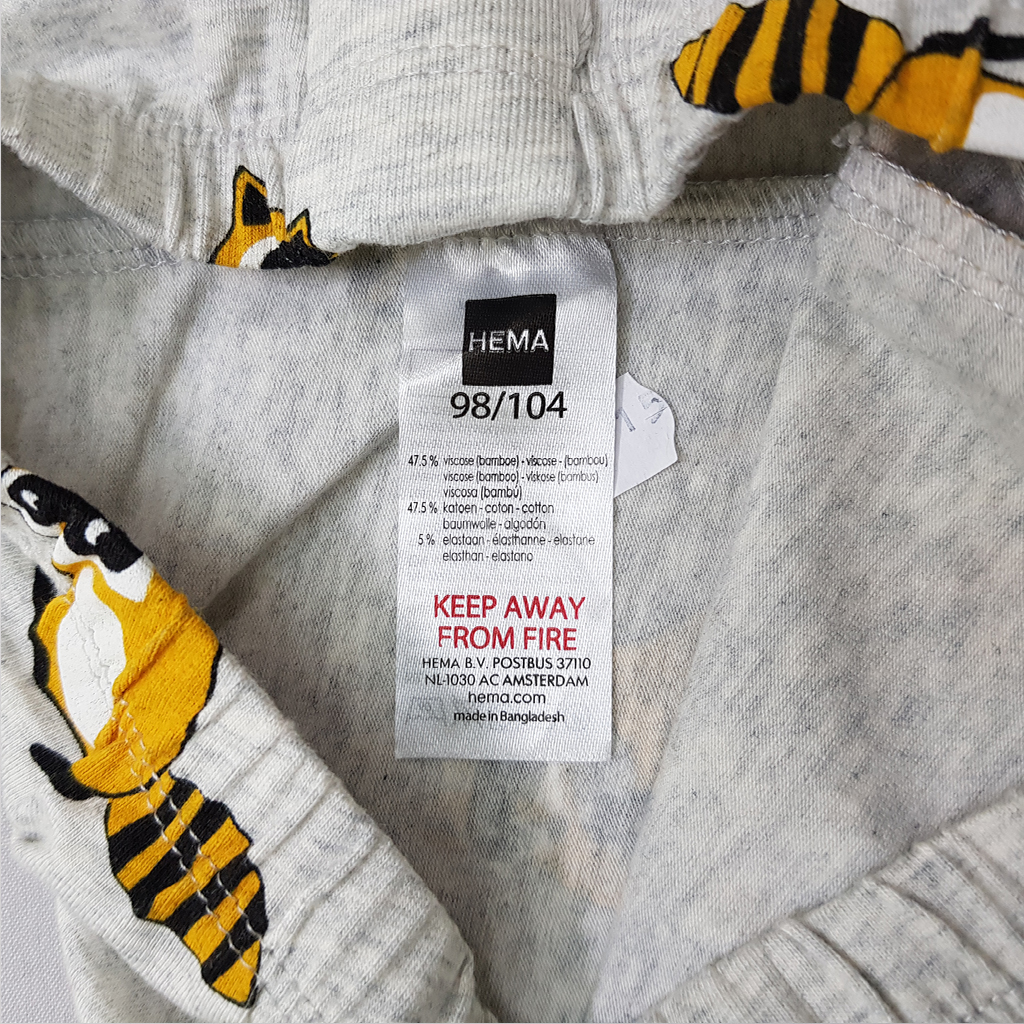 HEMA
98/104
47.5 % viscose (bamboe) - viscose - (bambou)
viscose (bamboo) - viskose (bambus)
viscosa (bambú)
47.5 % katoen - coton - cotton
baumwolle - algodón
5 % elastaan - élasthanne - elastane
elasthan - elastano
KEEP AWAY
FROM FIRE
HEMA B.V. POSTBUS 37110
NL-1030 AC AMSTERDAM
hema.com
made in Bangladesh